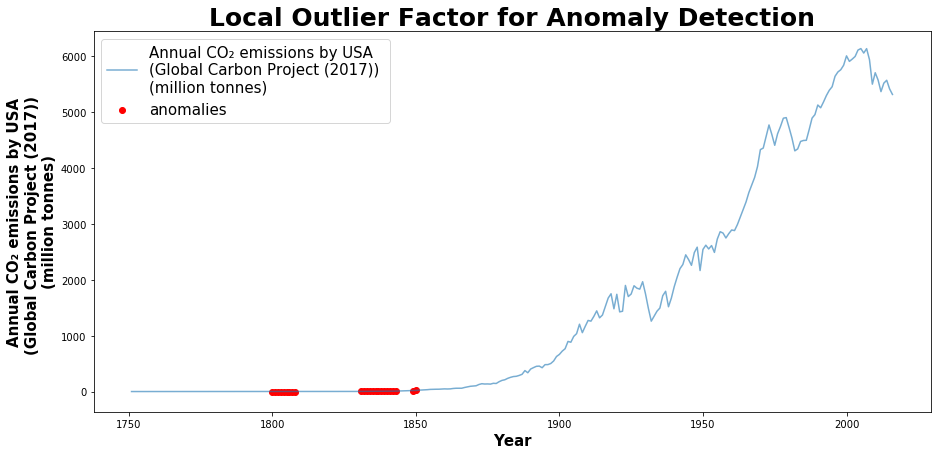 Local Outlier Factor for Anomaly Detection
Annual CO₂ emissions by USA
(Global Carbon Project (2017))
(million tonnes)
anomalies
Annual CO₂ emissions by USA
(Global Carbon Project (2017))
(million tonnes)
6000
5000
4000
3000
2000
1000
0
1750
1800
1850
1900
1950
2000
Year